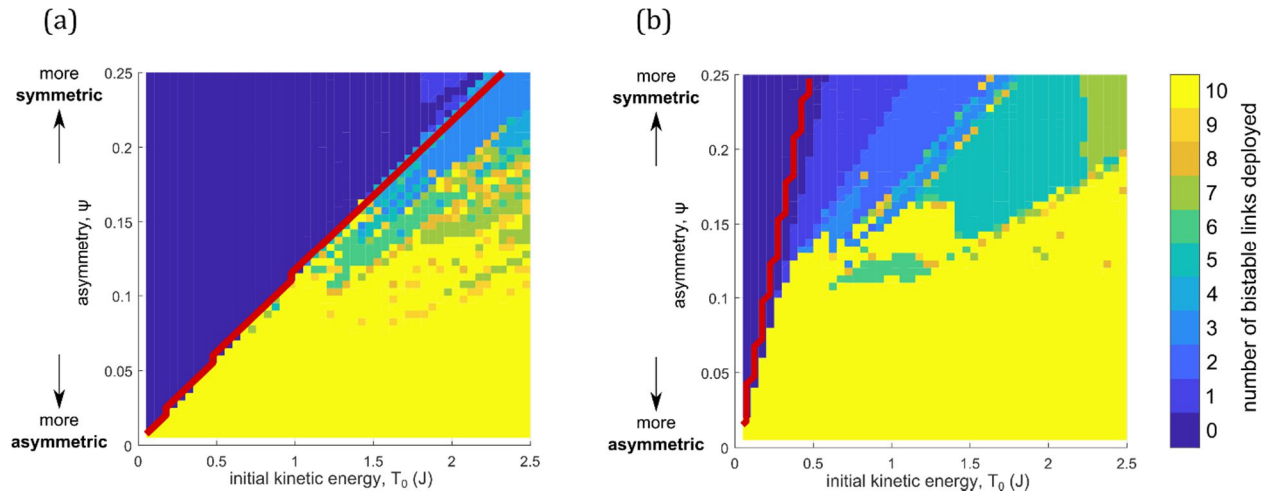 (a)
more
symmetric
asymmetry, ψ
more
asymmetric
0.25
0.2
0.15
0.1
0.05
0
0
0.5
1
1.5
2
2.5
initial kinetic energy, T₀ (J)
(b)
more
symmetric
asymmetry, ψ
more
asymmetric
0.25
0.2
0.15
0.1
0.05
0
0
0.5
1
1.5
2
2.5
initial kinetic energy, T₀ (J)
10
9
8
7
6
5
4
3
2
1
0
number of bistable links deployed